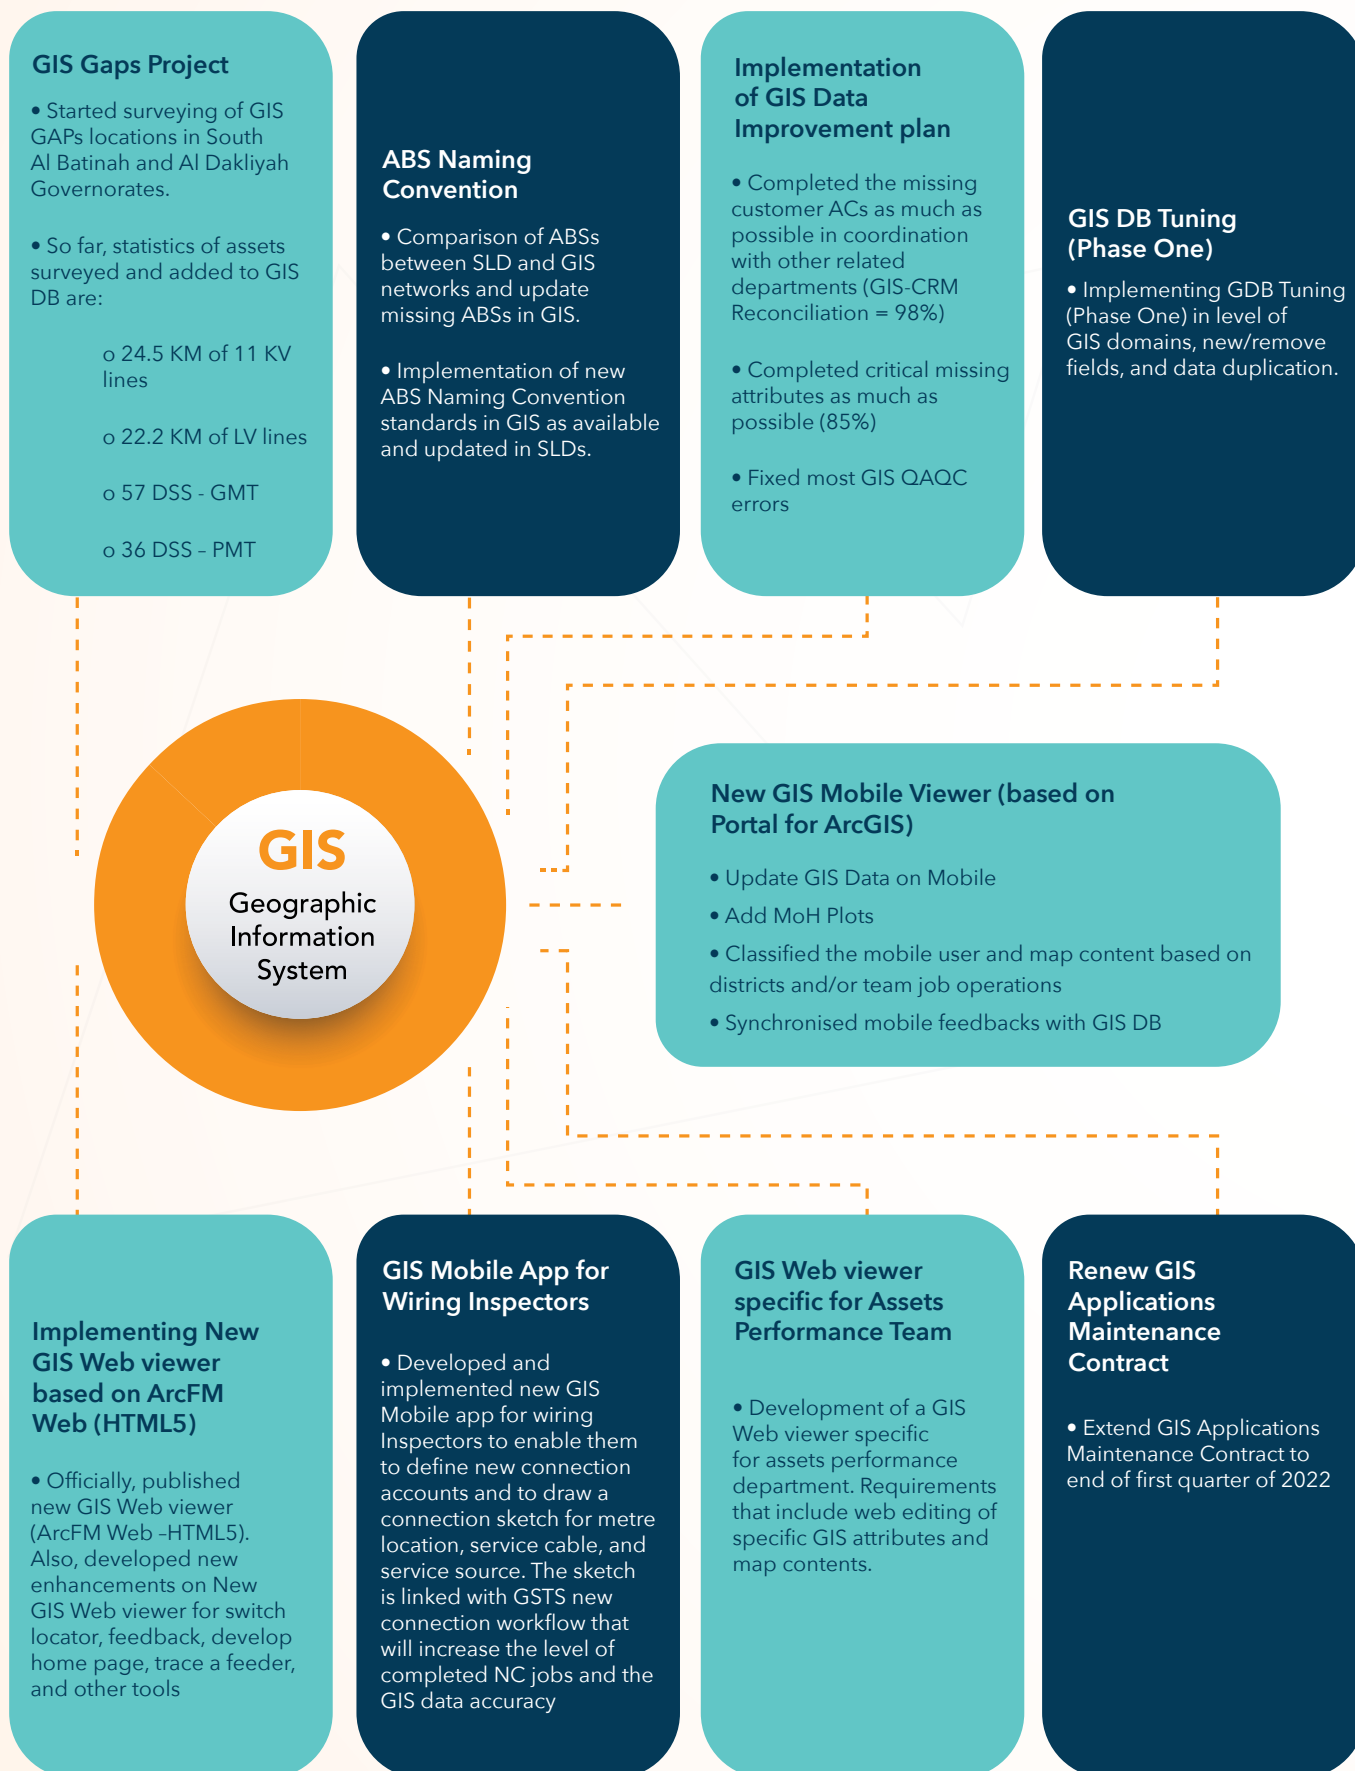 GIS Gaps Project
• Started surveying of GIS
GAPs locations in South
Al Batinah and Al Dakliyah
Governorates.
• So far, statistics of assets
surveyed and added to GIS
DB are:
o 24.5 KM of 11 KV
lines
o 22.2 KM of LV lines
o 57 DSS - GMT
o 36 DSS – PMT
ABS Naming
Convention
• Comparison of ABSs
between SLD and GIS
networks and update
missing ABSs in GIS.
• Implementation of new
ABS Naming Convention
standards in GIS as available
and updated in SLDs.
Implementation
of GIS Data
Improvement plan
• Completed the missing
customer ACs as much as
possible in coordination
with other related
departments (GIS-CRM
Reconciliation = 98%)
• Completed critical missing
attributes as much as
possible (85%)
• Fixed most GIS QAQC
errors
GIS DB Tuning
(Phase One)
• Implementing GDB Tuning
(Phase One) in level of
GIS domains, new/remove
fields, and data duplication.
GIS
Geographic
Information
System
New GIS Mobile Viewer (based on
Portal for ArcGIS)
• Update GIS Data on Mobile
• Add MoH Plots
• Classified the mobile user and map content based on
districts and/or team job operations
• Synchronised mobile feedbacks with GIS DB
Implementing New
GIS Web viewer
based on ArcFM
Web (HTML5)
• Officially, published
new GIS Web viewer
(ArcFM Web –HTML5).
Also, developed new
enhancements on New
GIS Web viewer for switch
locator, feedback, develop
home page, trace a feeder,
and other tools
GIS Mobile App for
Wiring Inspectors
• Developed and
implemented new GIS
Mobile app for wiring
Inspectors to enable them
to define new connection
accounts and to draw a
connection sketch for metre
location, service cable, and
service source. The sketch
is linked with GSTS new
connection workflow that
will increase the level of
completed NC jobs and the
GIS data accuracy
GIS Web viewer
specific for Assets
Performance Team
• Development of a GIS
Web viewer specific
for assets performance
department. Requirements
that include web editing of
specific GIS attributes and
map contents.
Renew GIS
Applications
Maintenance
Contract
• Extend GIS Applications
Maintenance Contract to
end of first quarter of 2022